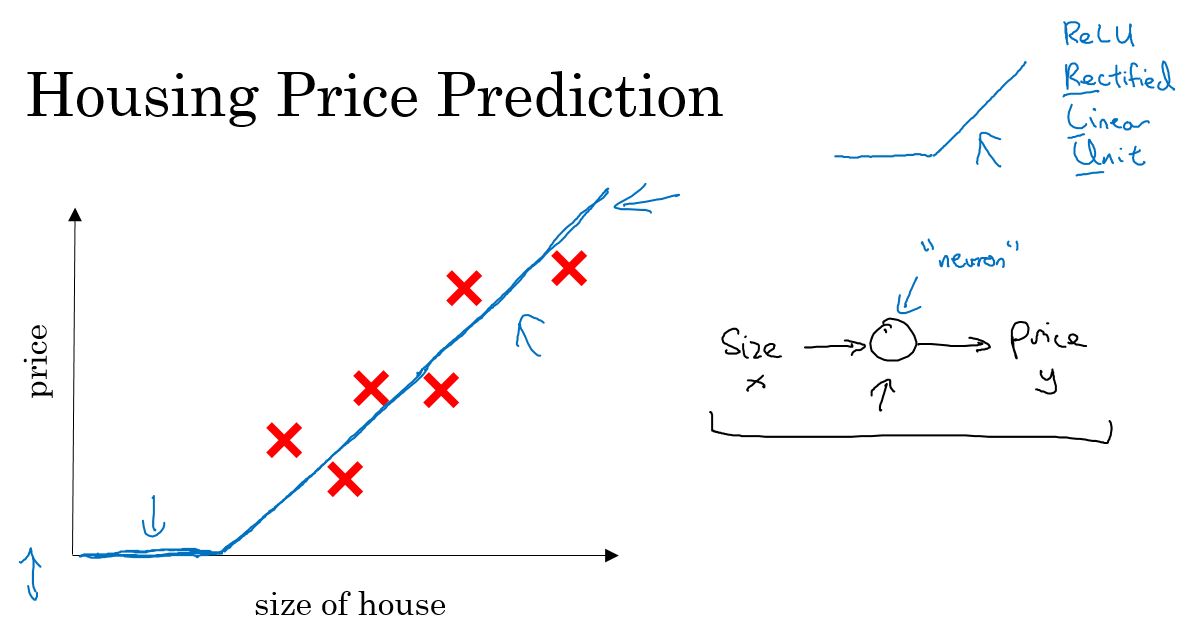 Housing Price Prediction
ReLU
Rectified
Linear
Unit
price
size of house
"neuron"
Size
x
Price
y